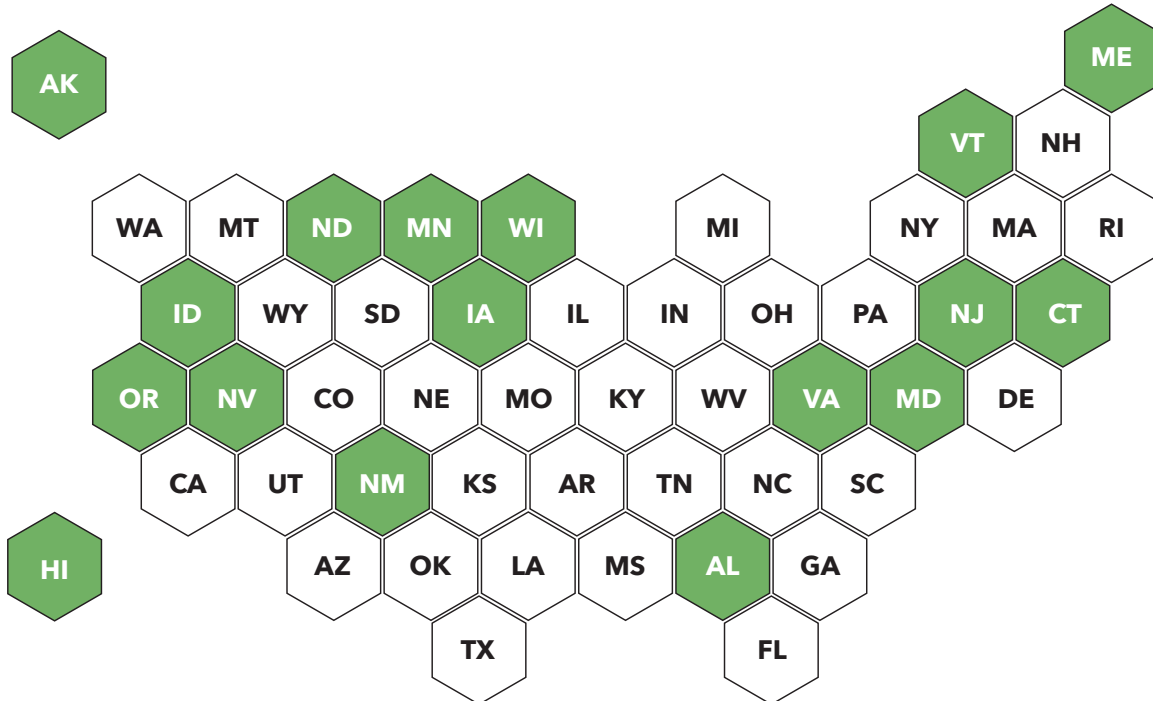 ME
AK
VT NH
WA MT ND MN WI MI NY MA RI
ID WY SD IA IL IN OH PA NJ CT
OR NV CO NE MO KY WV VA MD DE
CA UT NM KS AR TN NC SC
HI AZ OK LA MS AL GA
TX FL